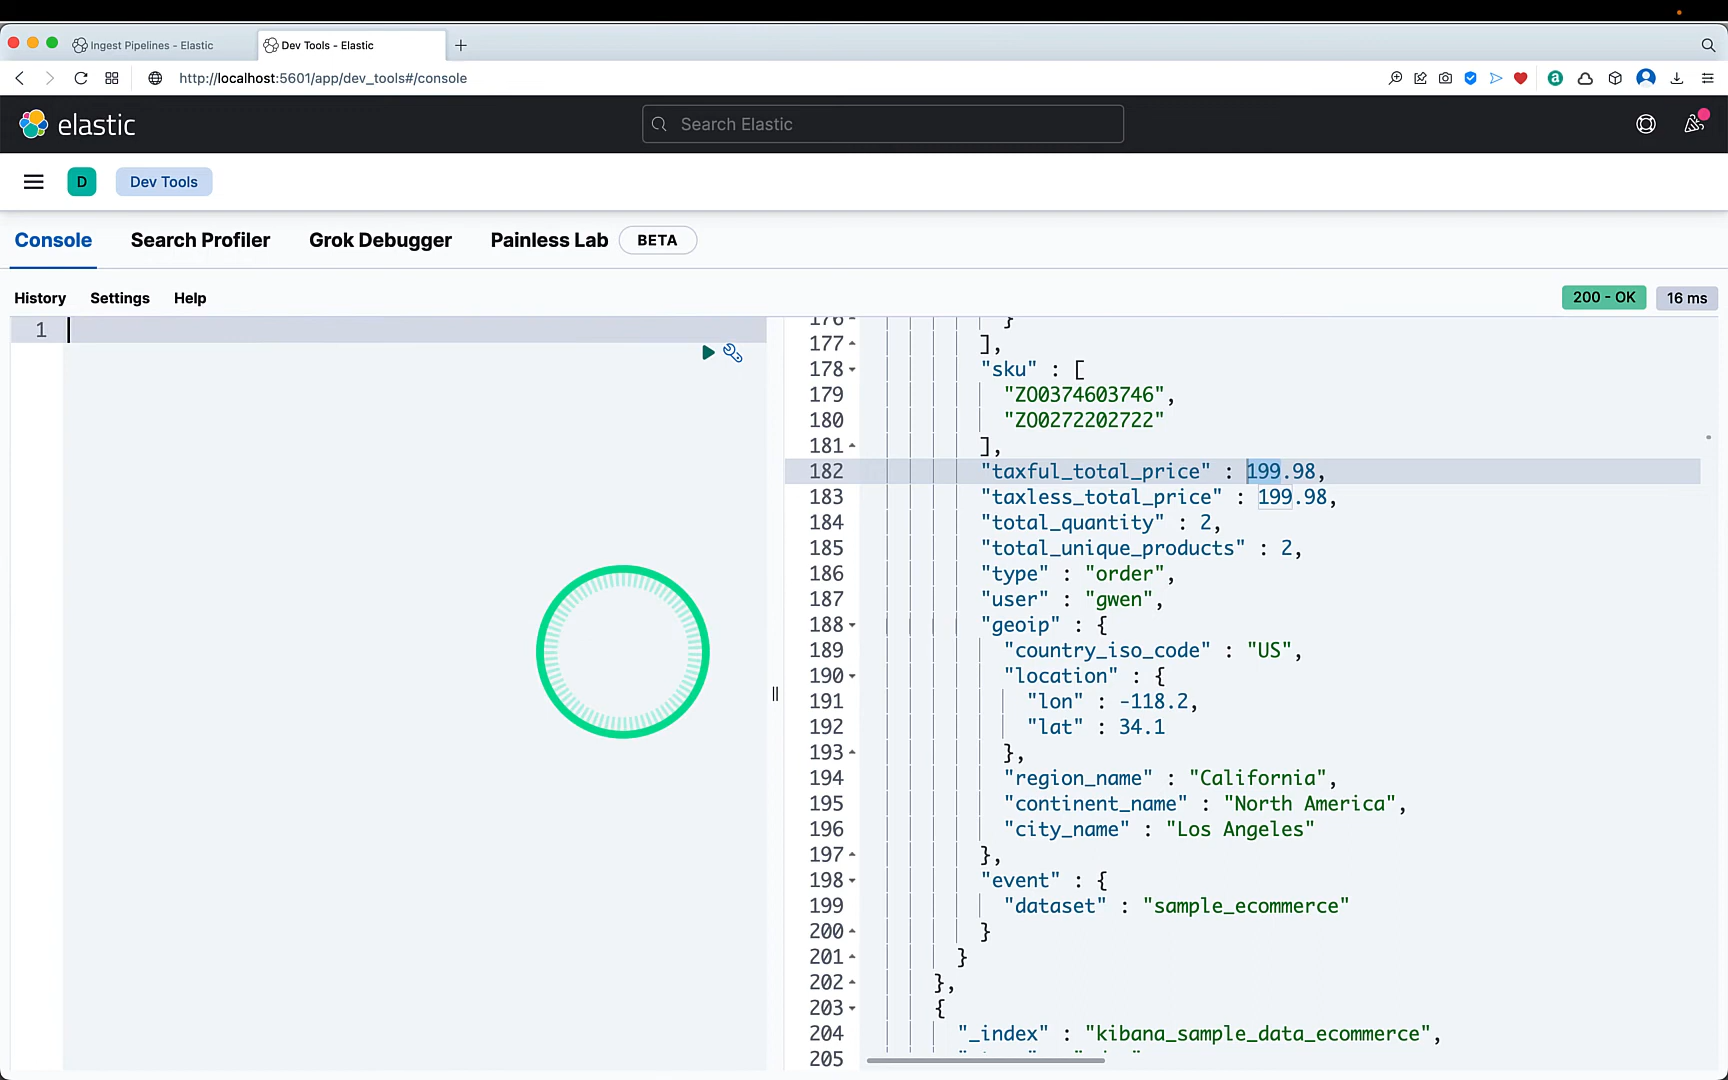 Ingest Pipelines - Elastic
Dev Tools - Elastic
http://localhost:5601/app/dev_tools#/console
elastic
Search Elastic
D
Dev Tools
Console
Search Profiler
Grok Debugger
Painless Lab
BETA
History
Settings
Help
200 - OK
16 ms
1
176 }
177 ],
178 "sku" : [
179 "ZO0374603746",
180 "ZO0272202722"
181 ],
182 "taxful_total_price" : 199.98,
183 "taxless_total_price" : 199.98,
184 "total_quantity" : 2,
185 "total_unique_products" : 2,
186 "type" : "order",
187 "user" : "gwen",
188 "geoip" : {
189 "country_iso_code" : "US",
190 "location" : {
191 "lon" : -118.2,
192 "lat" : 34.1
193 },
194 "region_name" : "California",
195 "continent_name" : "North America",
196 "city_name" : "Los Angeles"
197 },
198 "event" : {
199 "dataset" : "sample_ecommerce"
200 }
201 }
202 },
203 {
204 "_index" : "kibana_sample_data_ecommerce",
205